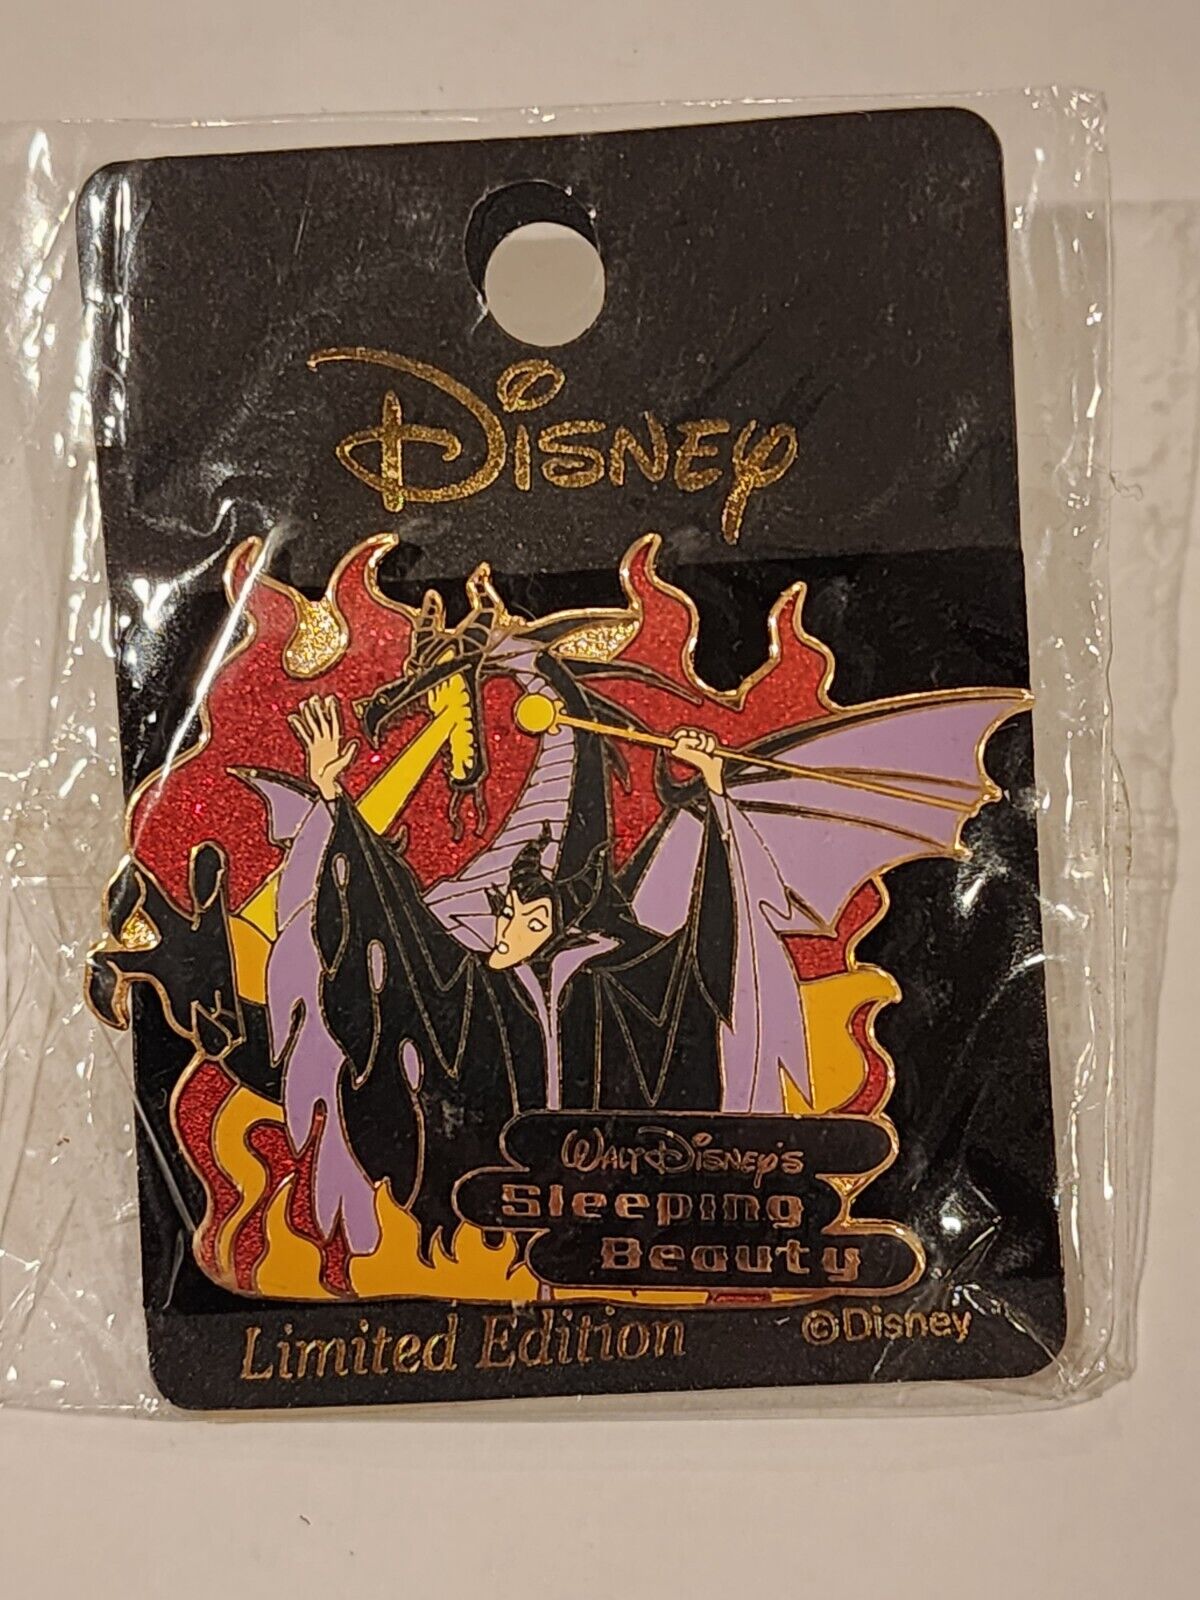 Disney
Walt Disney's
Sleeping
Beauty
Limited Edition
©Disney